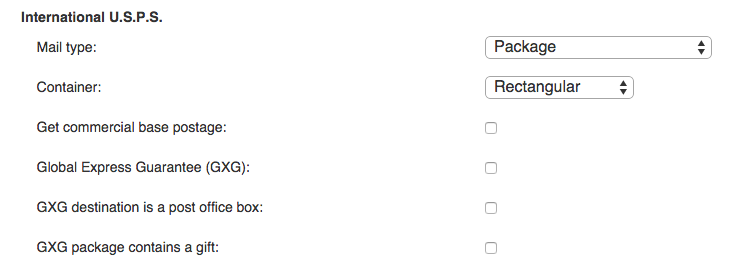 International U.S.P.S.
Mail type: Package
Container: Rectangular
Get commercial base postage:
Global Express Guarantee (GXG):
GXG destination is a post office box:
GXG package contains a gift: